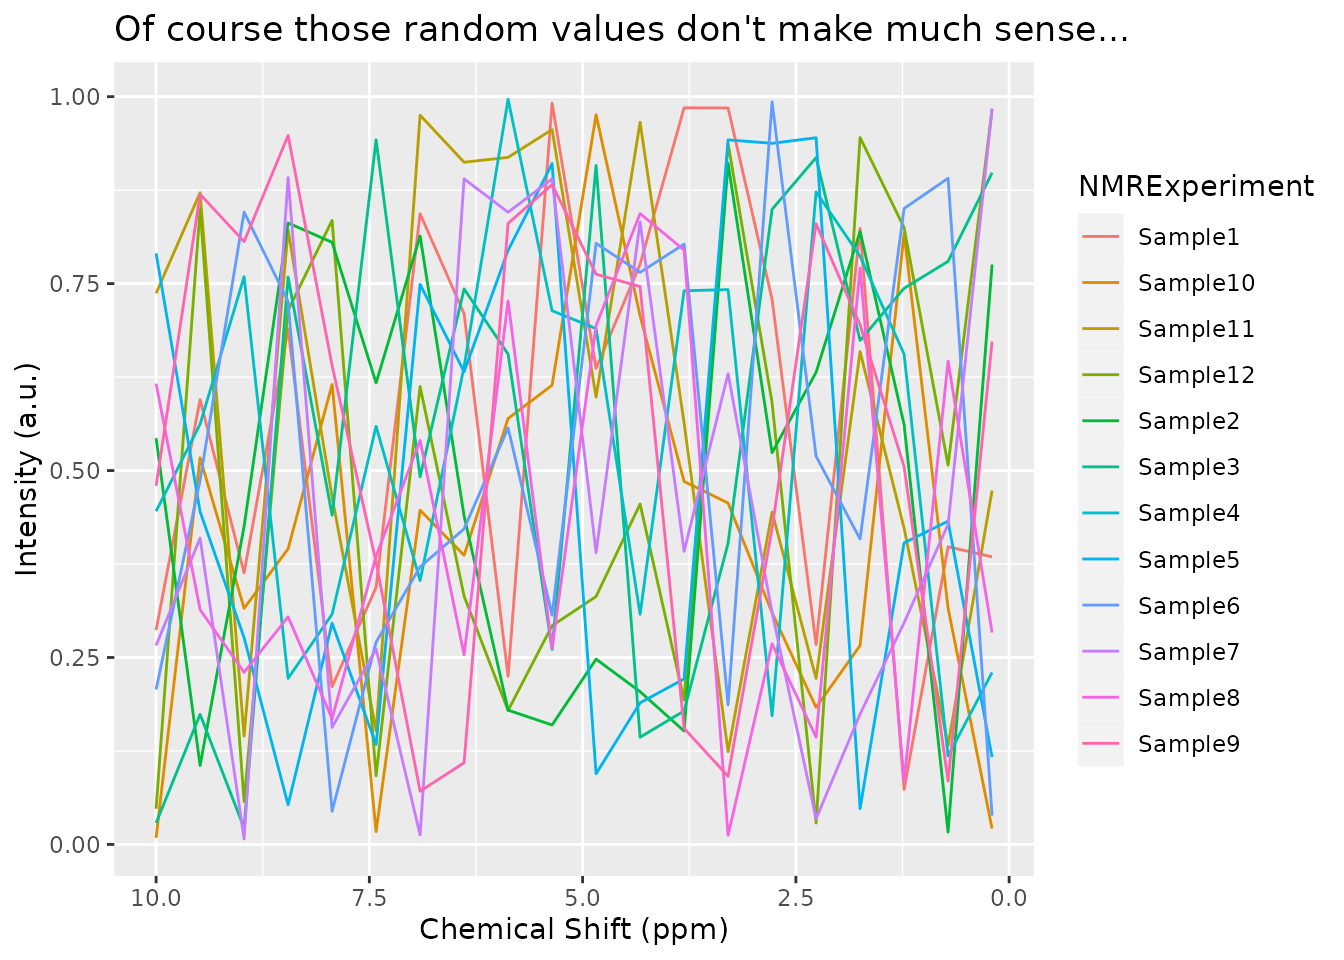 Of course those random values don't make much sense...
Intensity (a.u.)
1.00
0.75
0.50
0.25
0.00
10.0 7.5 5.0 2.5 0.0
Chemical Shift (ppm)
NMRExperiment
Sample1
Sample10
Sample11
Sample12
Sample2
Sample3
Sample4
Sample5
Sample6
Sample7
Sample8
Sample9